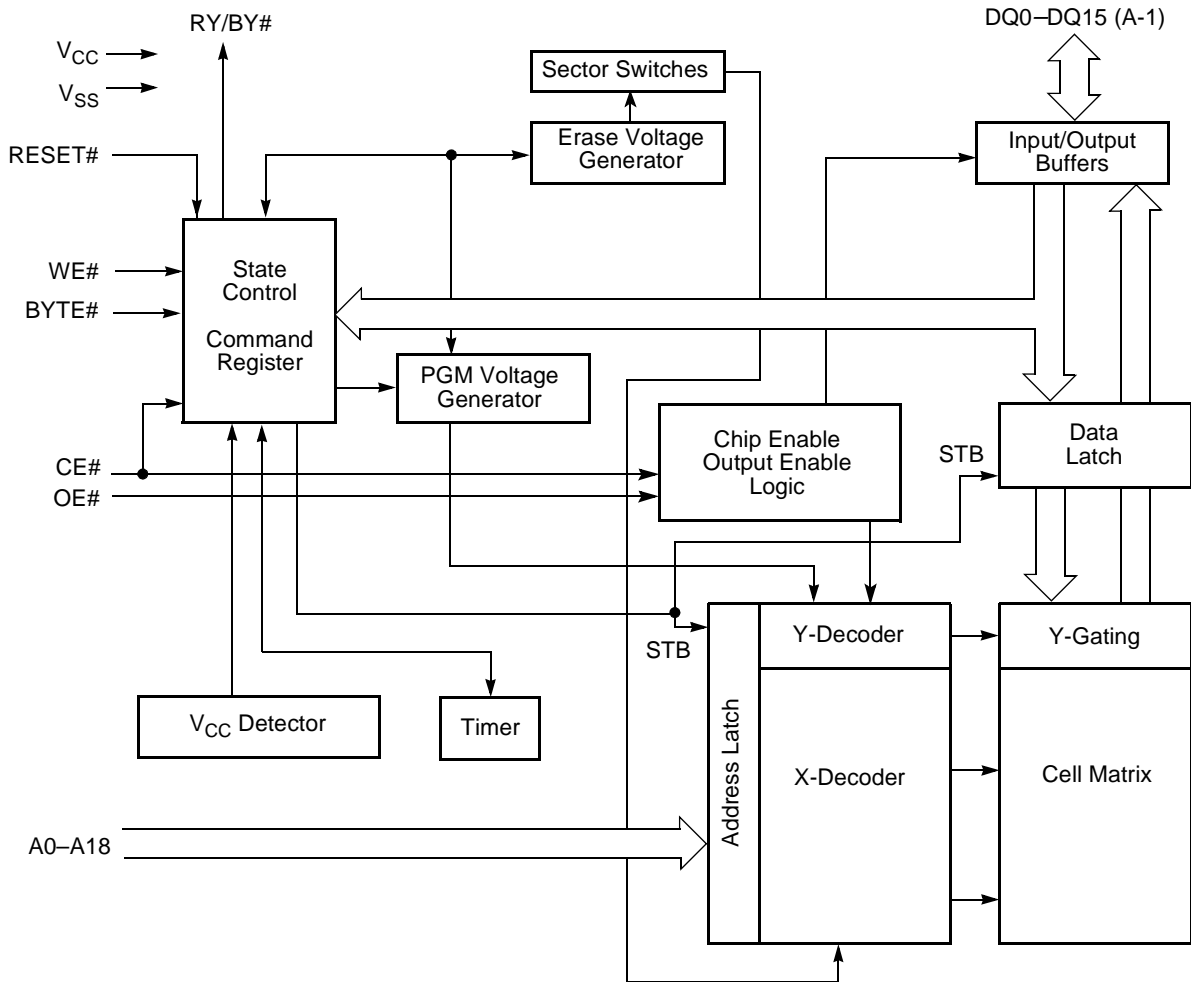 RY/BY#
DQ0–DQ15 (A-1)
VCC
VSS
Sector Switches
Erase Voltage
Generator
Input/Output
Buffers
RESET#
WE#
BYTE#
State
Control
Command
Register
PGM Voltage
Generator
Chip Enable
Output Enable
Logic
Data
Latch
STB
CE#
OE#
STB
Y-Decoder
Y-Gating
VCC Detector
Timer
Address Latch
X-Decoder
Cell Matrix
A0–A18